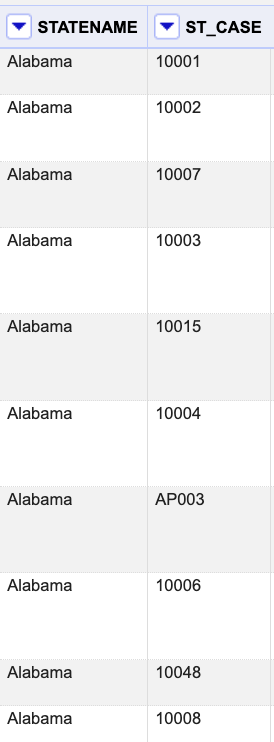 STATENAME ST_CASE
Alabama 10001
Alabama 10002
Alabama 10007
Alabama 10003
Alabama 10015
Alabama 10004
Alabama AP003
Alabama 10006
Alabama 10048
Alabama 10008